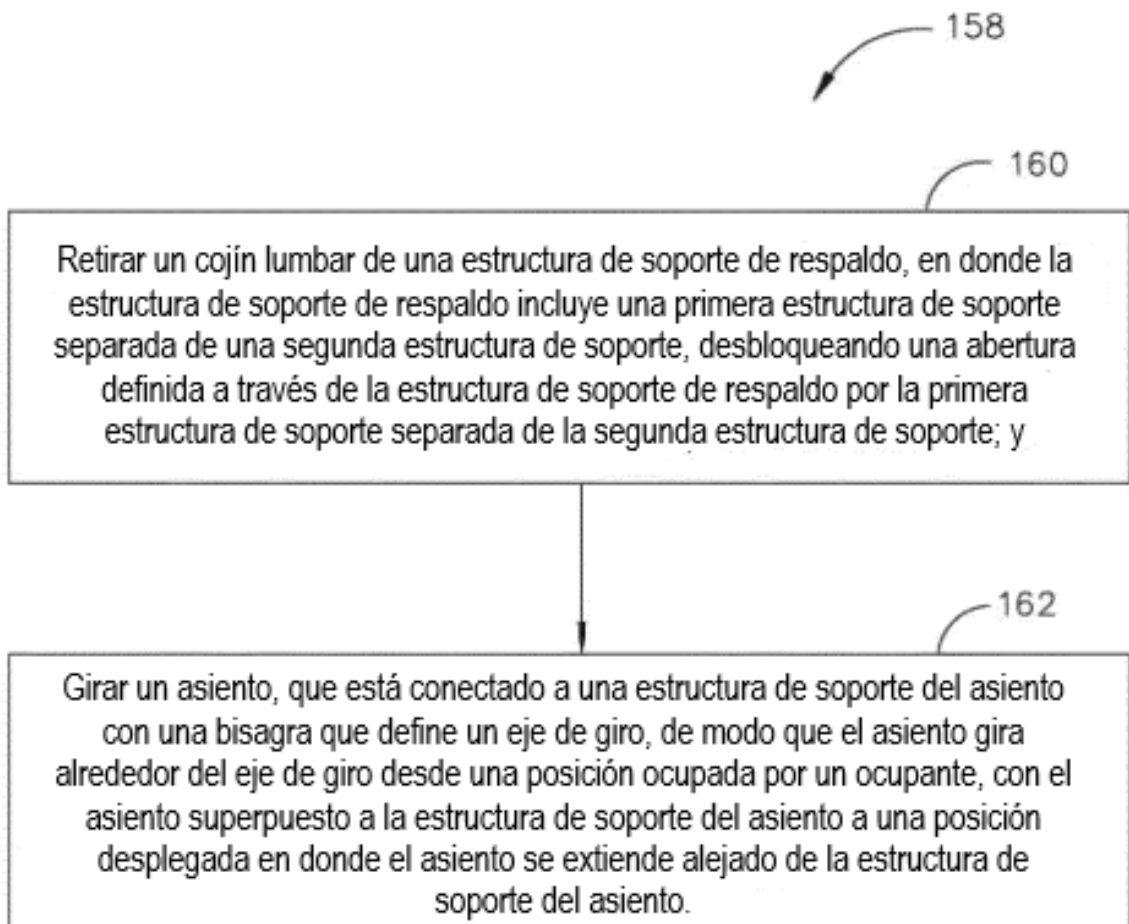 158
160
Retirar un cojín lumbar de una estructura de soporte de respaldo, en donde la
estructura de soporte de respaldo incluye una primera estructura de soporte
separada de una segunda estructura de soporte, desbloqueando una abertura
definida a través de la estructura de soporte de respaldo por la primera
estructura de soporte separada de la segunda estructura de soporte; y
162
Girar un asiento, que está conectado a una estructura de soporte del asiento
con una bisagra que define un eje de giro, de modo que el asiento gira
alrededor del eje de giro desde una posición ocupada por un ocupante, con el
asiento superpuesto a la estructura de soporte del asiento a una posición
desplegada en donde el asiento se extiende alejado de la estructura de
soporte del asiento.